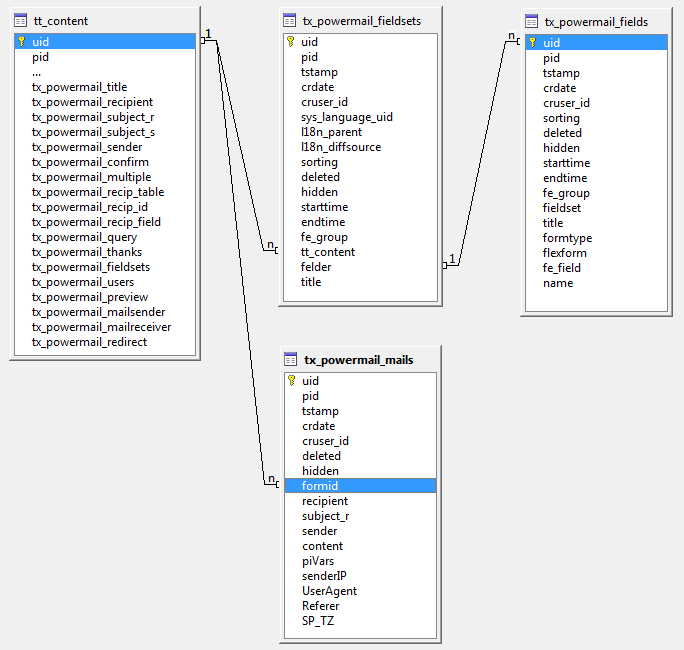 tt_content
uid
pid
...
tx_powermail_title
tx_powermail_recipient
tx_powermail_subject_r
tx_powermail_subject_s
tx_powermail_sender
tx_powermail_confirm
tx_powermail_multiple
tx_powermail_recip_table
tx_powermail_recip_id
tx_powermail_recip_field
tx_powermail_query
tx_powermail_thanks
tx_powermail_fieldsets
tx_powermail_users
tx_powermail_preview
tx_powermail_mailsender
tx_powermail_mailreceiver
tx_powermail_redirect
1
n
n
tx_powermail_fieldsets
uid
pid
tstamp
crdate
cruser_id
sys_language_uid
l18n_parent
l18n_diffsource
sorting
deleted
hidden
starttime
endtime
fe_group
tt_content
felder
title
1
n
tx_powermail_fields
uid
pid
tstamp
crdate
cruser_id
sorting
deleted
hidden
starttime
endtime
fe_group
fieldset
title
formtype
flexform
fe_field
name
tx_powermail_mails
uid
pid
tstamp
crdate
cruser_id
deleted
hidden
formid
recipient
subject_r
sender
content
piVars
senderIP
UserAgent
Referer
SP_TZ